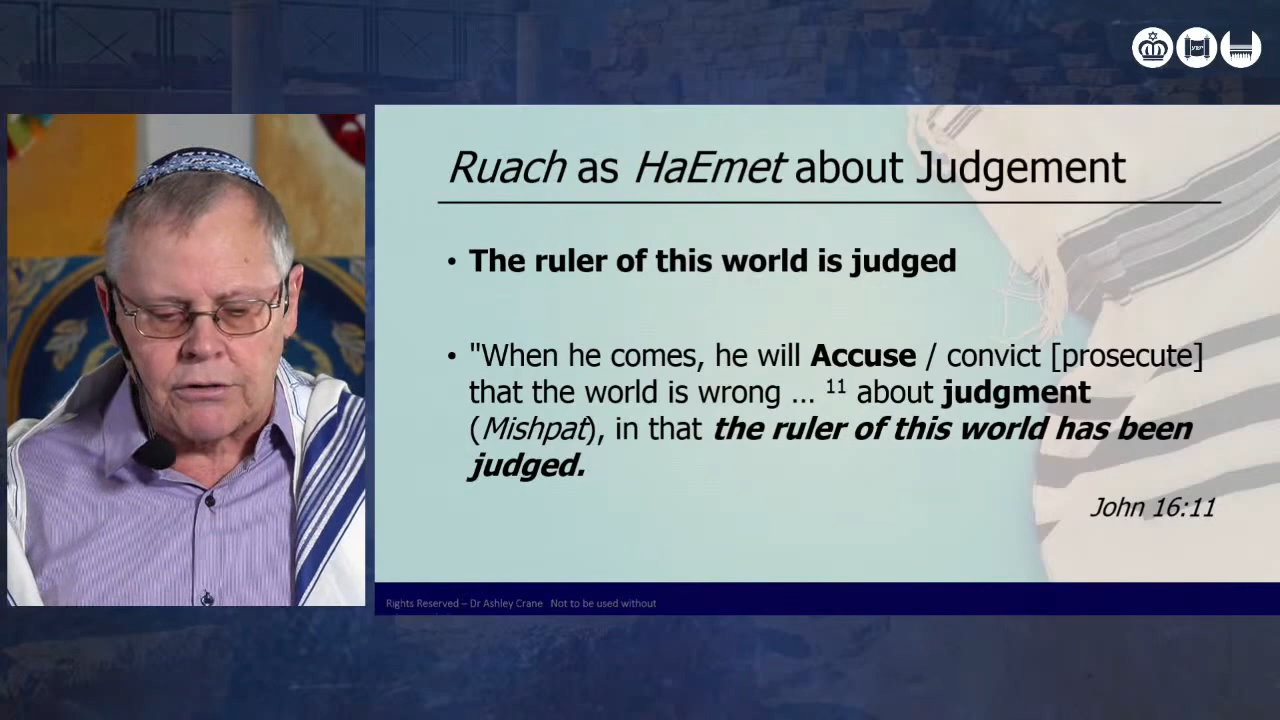 Ruach as HaEmet about Judgement
• The ruler of this world is judged
• "When he comes, he will Accuse / convict [prosecute]
that the world is wrong … ¹¹ about judgment
(Mishpat), in that the ruler of this world has been
judged.
John 16:11
Rights Reserved – Dr Ashley Crane Not to be used without